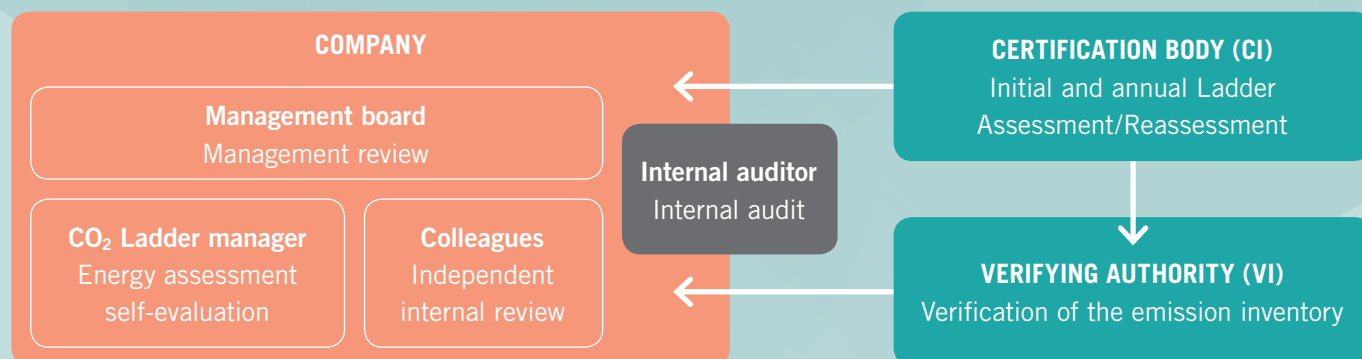 COMPANY
Management board
Management review
CO₂ Ladder manager
Energy assessment
self-evaluation
Colleagues
Independent
internal review
Internal auditor
Internal audit
CERTIFICATION BODY (CI)
Initial and annual Ladder
Assessment/Reassessment
VERIFYING AUTHORITY (VI)
Verification of the emission inventory